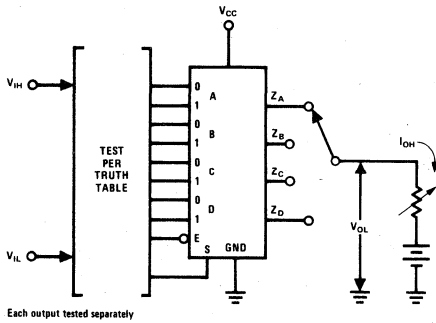 VCC
VIH
0
A
1
ZA
0
B
1
ZB
IOH
TEST
PER
TRUTH
TABLE
0
C
1
ZC
0
D
1
ZD
VOL
E
S GND
VIL
Each output tested separately